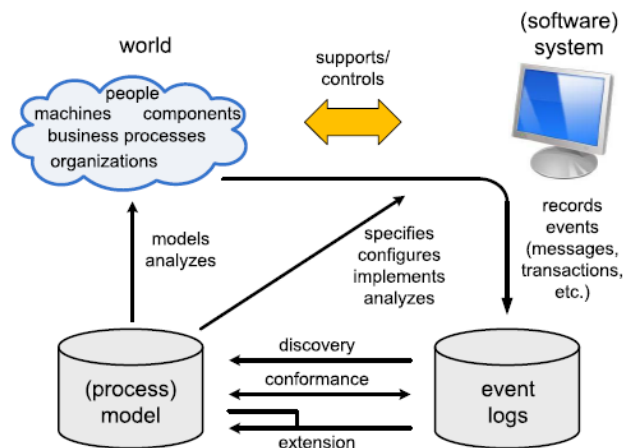 world
(software)
system
supports/
controls
people
machines components
business processes
organizations
models
analyzes
specifies
configures
implements
analyzes
records
events
(messages,
transactions,
etc.)
(process)
model
discovery
conformance
extension
event
logs